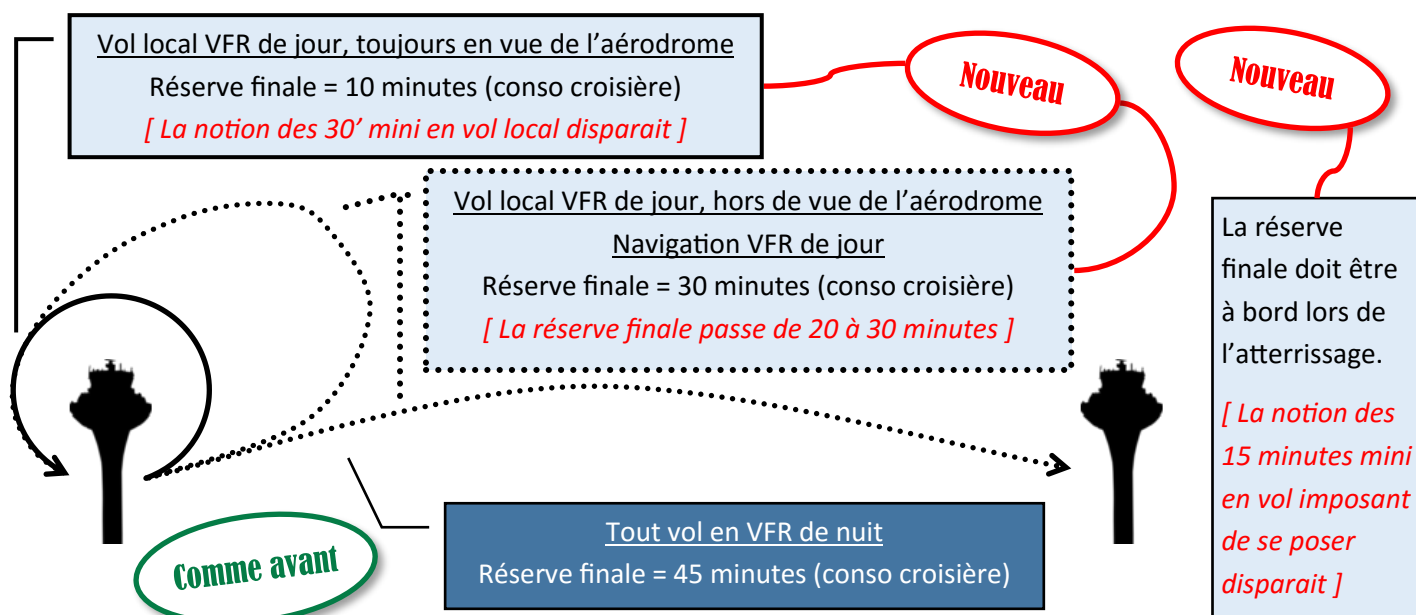 Vol local VFR de jour, toujours en vue de l’aérodrome
Réserve finale = 10 minutes (conso croisière)
[ La notion des 30’ mini en vol local disparait ]
Nouveau
Nouveau
Vol local VFR de jour, hors de vue de l’aérodrome
Navigation VFR de jour
Réserve finale = 30 minutes (conso croisière)
[ La réserve finale passe de 20 à 30 minutes ]
La réserve
finale doit être
à bord lors de
l’atterrissage.
[ La notion des
15 minutes mini
en vol imposant
de se poser
disparait ]
Comme avant
Tout vol en VFR de nuit
Réserve finale = 45 minutes (conso croisière)